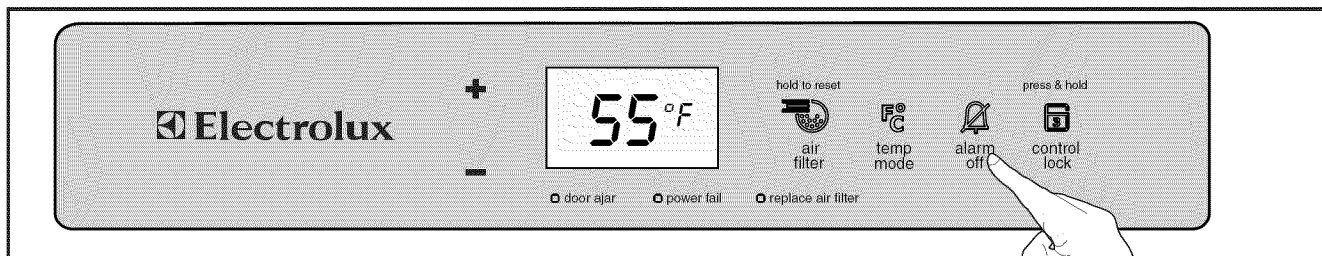 Electrolux
+
−
55°F
hold to reset
air
filter
F°C
temp
mode
alarm
off
press & hold
3
control
lock
door ajar
power fail
replace air filter